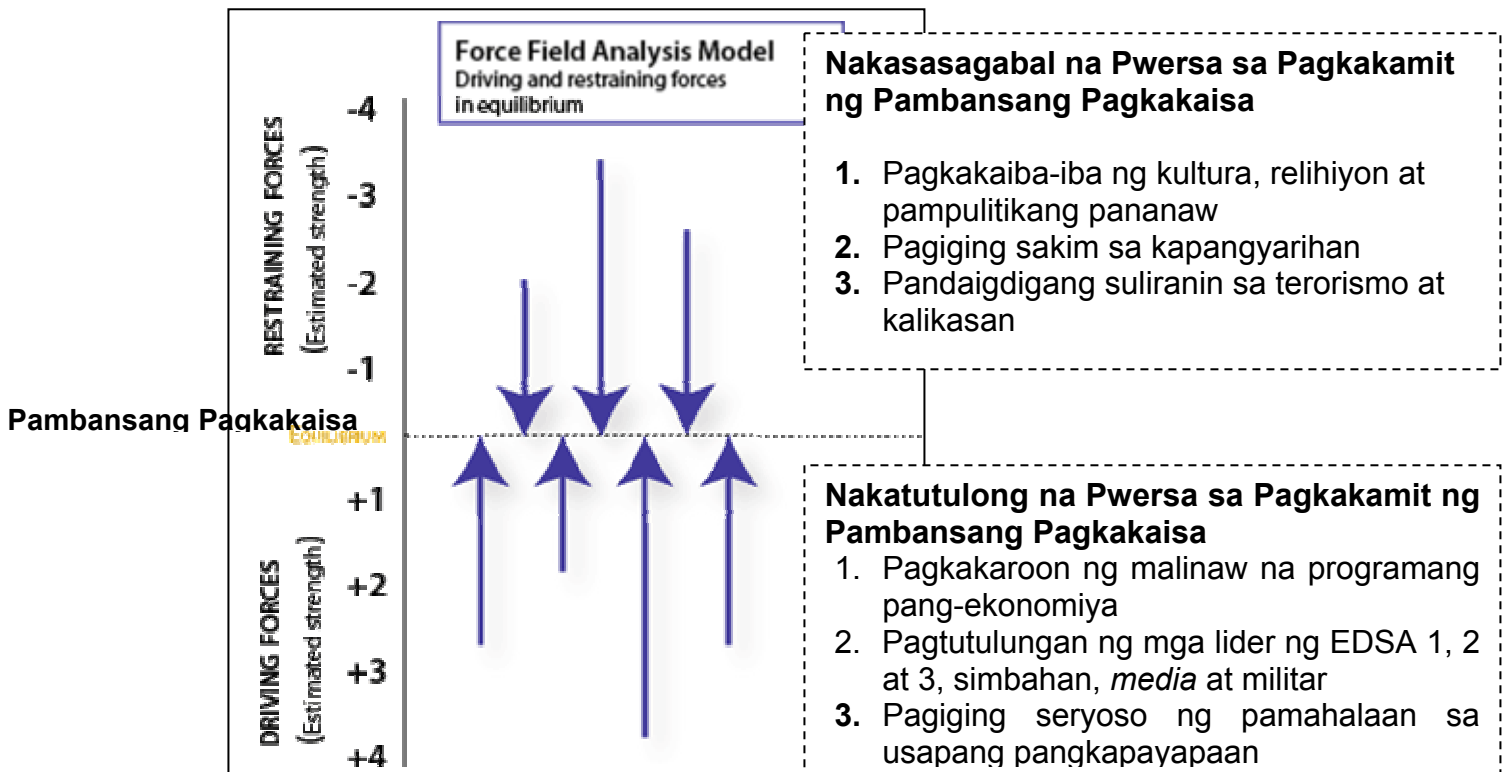 Force Field Analysis Model
Driving and restraining forces
in equilibrium
RESTRAINING FORCES
(Estimated strength)
-4
-3
-2
-1
Pambansang Pagkakaisa
EQUILIBRIUM
+1
+2
+3
+4
DRIVING FORCES
(Estimated strength)
Nakasasagabal na Pwersa sa Pagkakamit
ng Pambansang Pagkakaisa
1. Pagkakaiba-iba ng kultura, relihiyon at
pampulitikang pananaw
2. Pagiging sakim sa kapangyarihan
3. Pandaigdigang suliranin sa terorismo at
kalikasan
Nakatutulong na Pwersa sa Pagkakamit ng
Pambansang Pagkakaisa
1. Pagkakaroon ng malinaw na programang
pang-ekonomiya
2. Pagtutulungan ng mga lider ng EDSA 1, 2
at 3, simbahan, media at militar
3. Pagiging seryoso ng pamahalaan sa
usapang pangkapayapaan